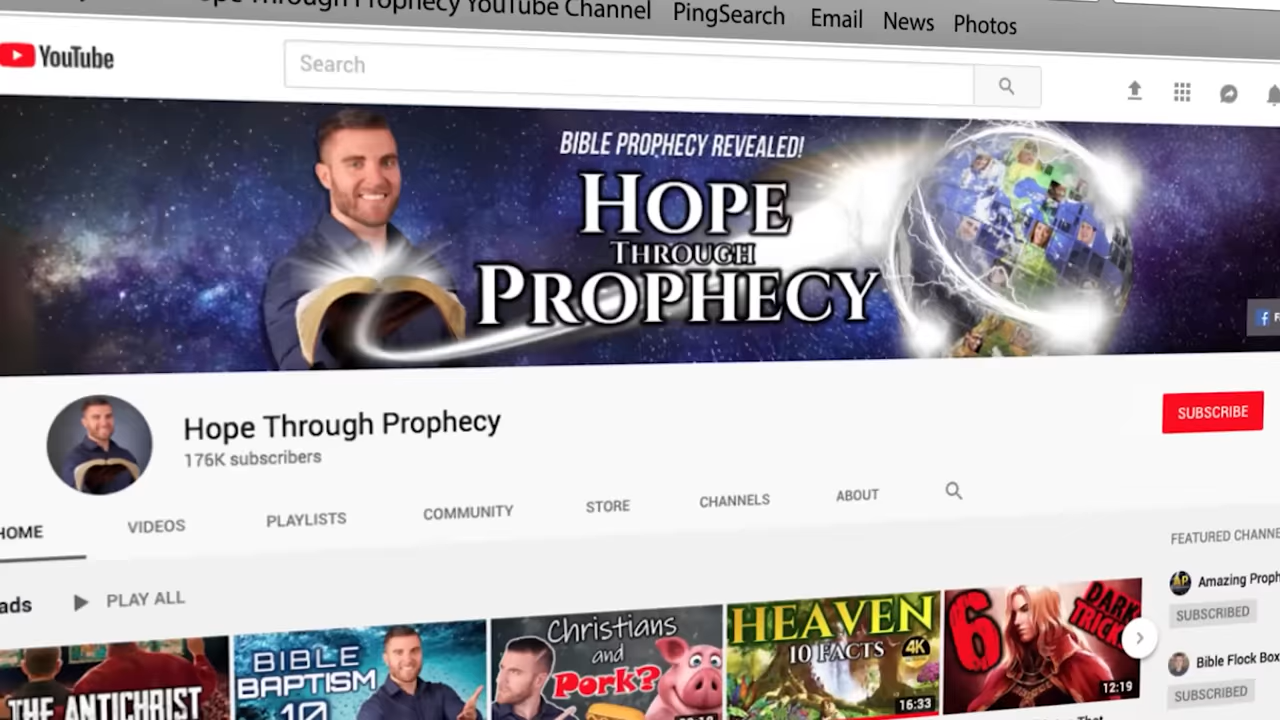 Through Prophecy YouTube Channel PingSearch Email News Photos
YouTube
Search
BIBLE PROPHECY REVEALED!
HOPE
THROUGH
PROPHECY
Hope Through Prophecy
176K subscribers
SUBSCRIBE
HOME VIDEOS PLAYLISTS COMMUNITY STORE CHANNELS ABOUT
FEATURED CHANNE
ads PLAY ALL
Amazing Proph
SUBSCRIBED
Bible Flock Box
SUBSCRIBED
THE ANTICHRIST
BIBLE
BAPTISM
10
Christians
and
Pork?
HEAVEN
10 FACTS 4K
16:33
6
DARK
TRICK
12:19